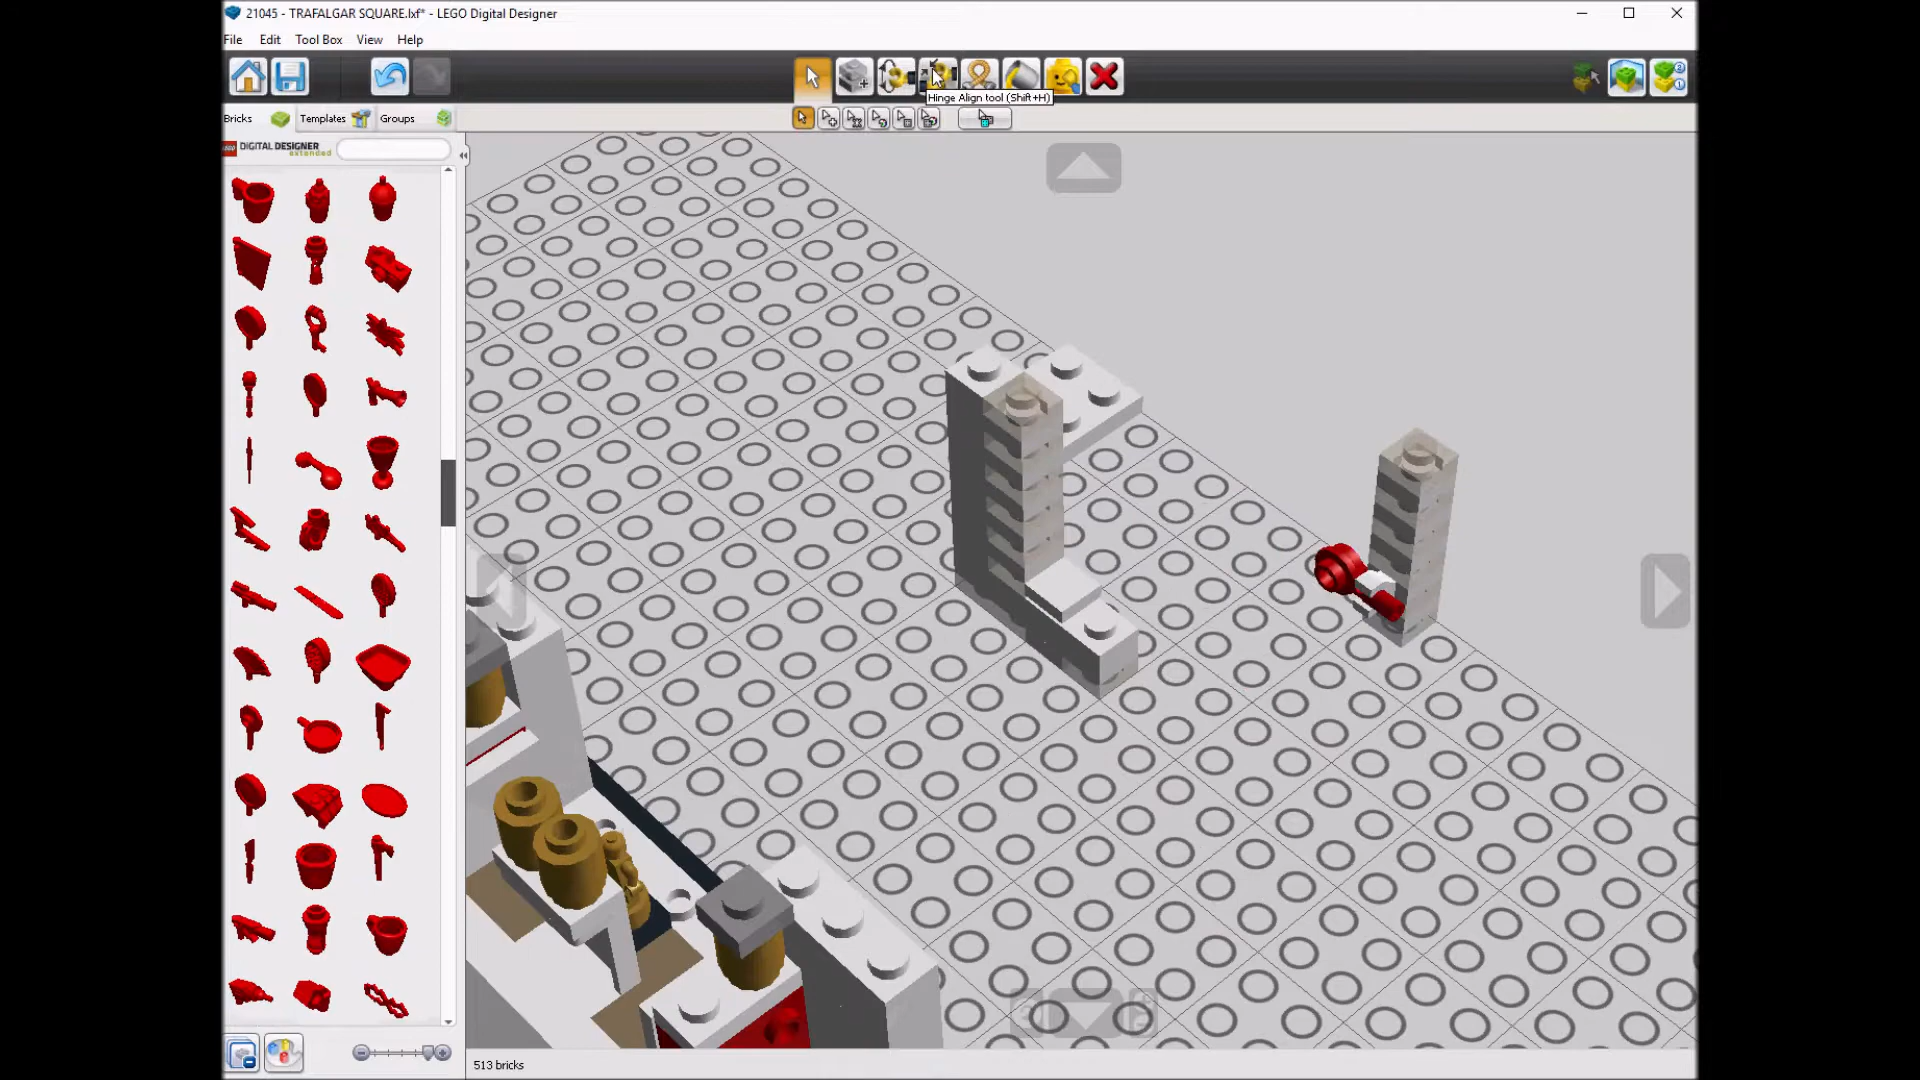 21045 - TRAFALGAR SQUARE.lxf* - LEGO Digital Designer
File Edit Tool Box View Help
Hinge Align tool (Shift+H)
Bricks Templates Groups
LEGO DIGITAL DESIGNER
extended
513 bricks